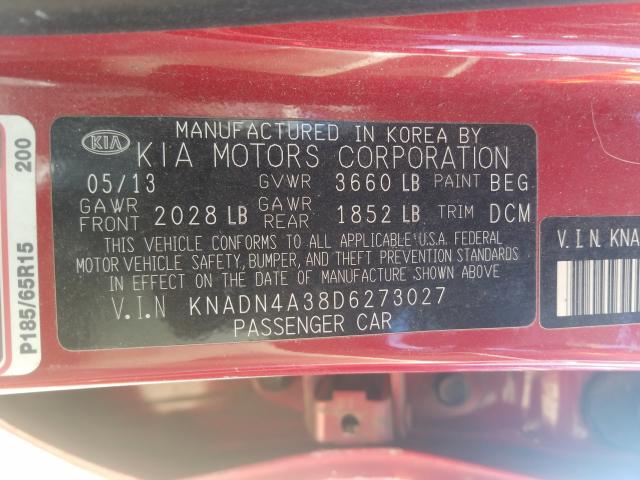 MANUFACTURED IN KOREA BY
KIA KIA MOTORS CORPORATION
05/13 GVWR 3660 LB PAINT BEG
GAWR FRONT 2028 LB GAWR REAR 1852 LB TRIM DCM
THIS VEHICLE CONFORMS TO ALL APPLICABLE U.S.A. FEDERAL
MOTOR VEHICLE SAFETY, BUMPER, AND THEFT PREVENTION STANDARDS
IN EFFECT ON THE DATE OF MANUFACTURE SHOWN ABOVE
V.I.N KNADN4A38D6273027
PASSENGER CAR
P185/65R15 200
V.I.N. KNA